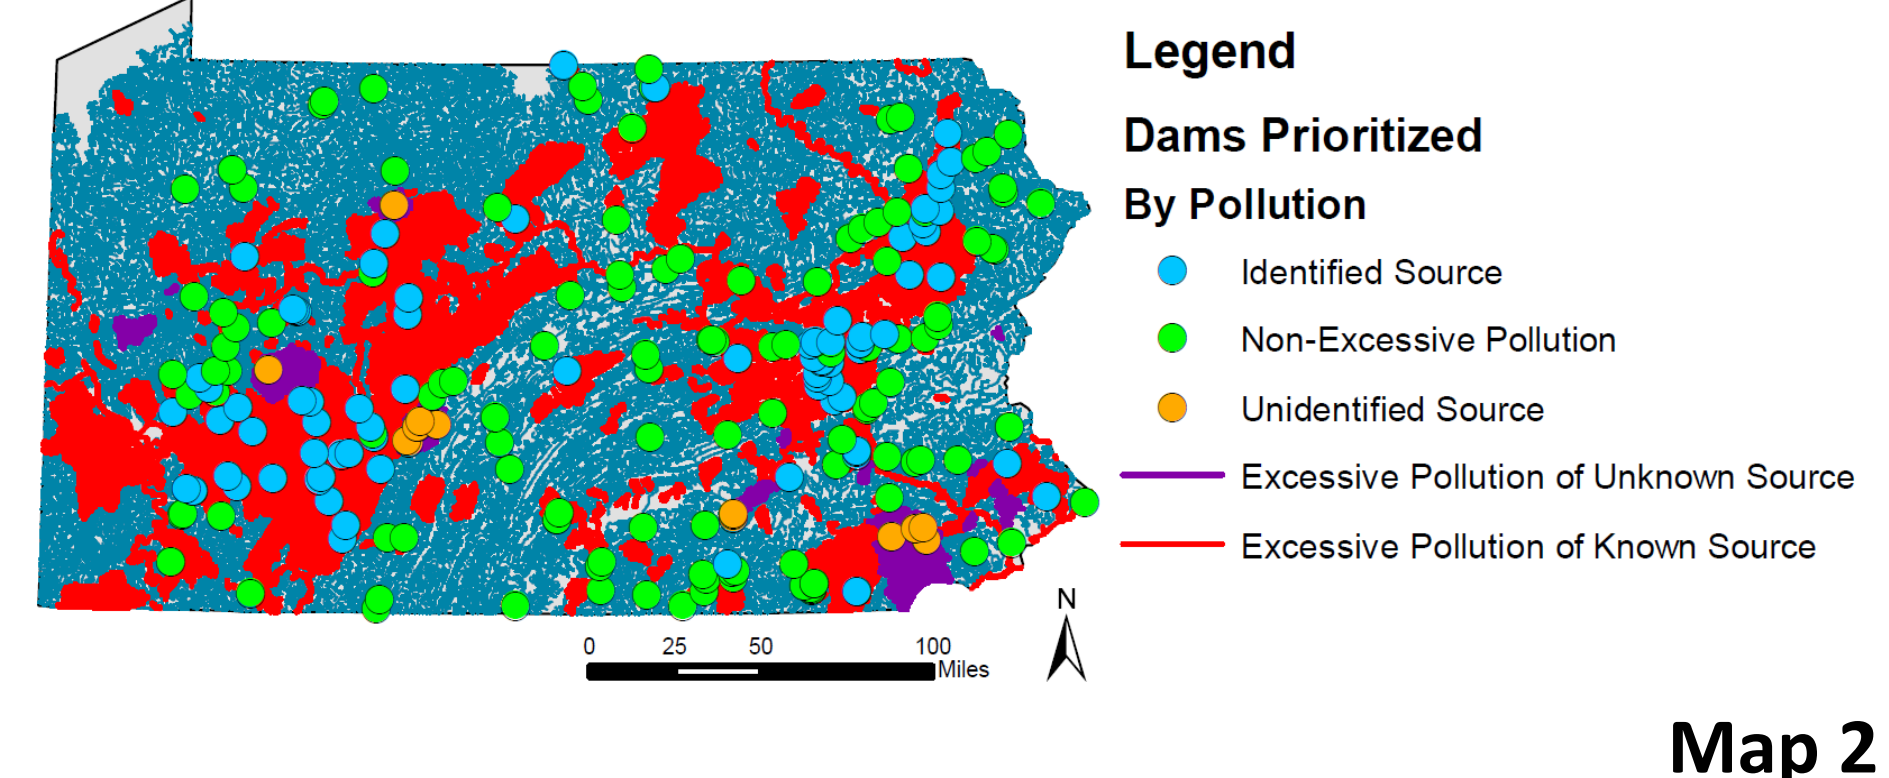 Legend
Dams Prioritized
By Pollution
Identified Source
Non-Excessive Pollution
Unidentified Source
Excessive Pollution of Unknown Source
Excessive Pollution of Known Source
N
0 25 50 100
Miles
Map 2